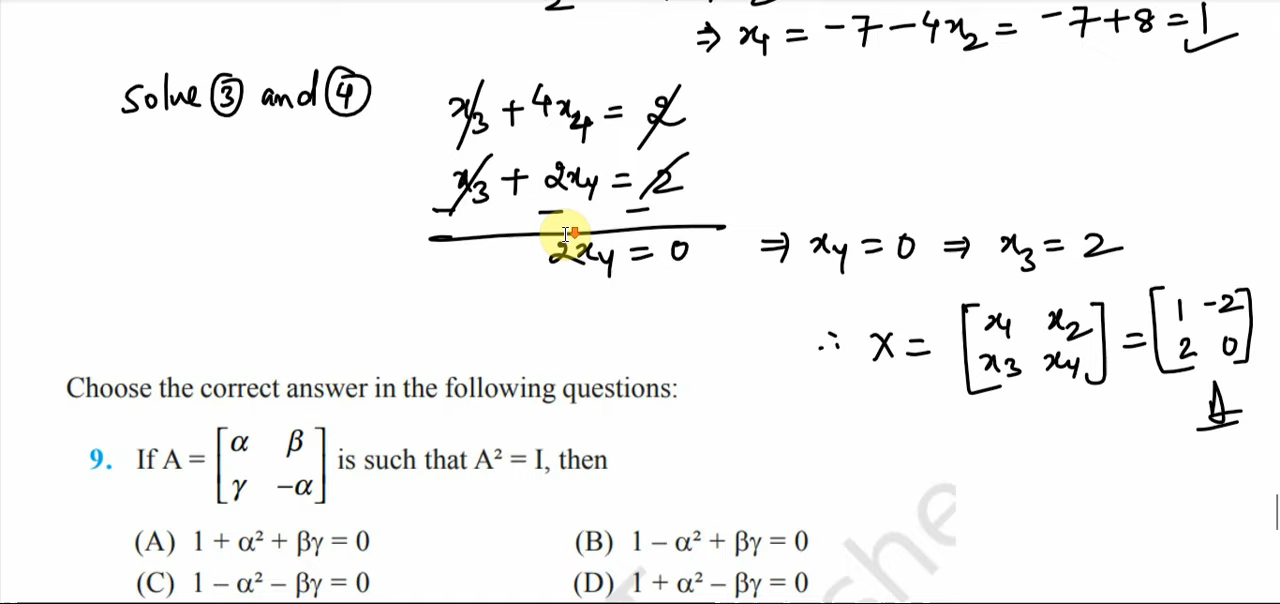 ⇒ x₁ = -7 - 4x₂ = -7+8 = 1
Solve ③ and ④
x₃ + 4x₄ = 2
x₃ + 2x₄ = 2
2x₄ = 0 ⇒ x₄ = 0 ⇒ x₃ = 2
∴ X = [x₁ x₂ x₃ x₄] = [1 -2 2 0]
A
Choose the correct answer in the following questions:
9. If A = [α β γ -α] is such that A² = I, then
(A) 1 + α² + βγ = 0 (B) 1 – α² + βγ = 0
(C) 1 – α² – βγ = 0 (D) 1 + α² – βγ = 0